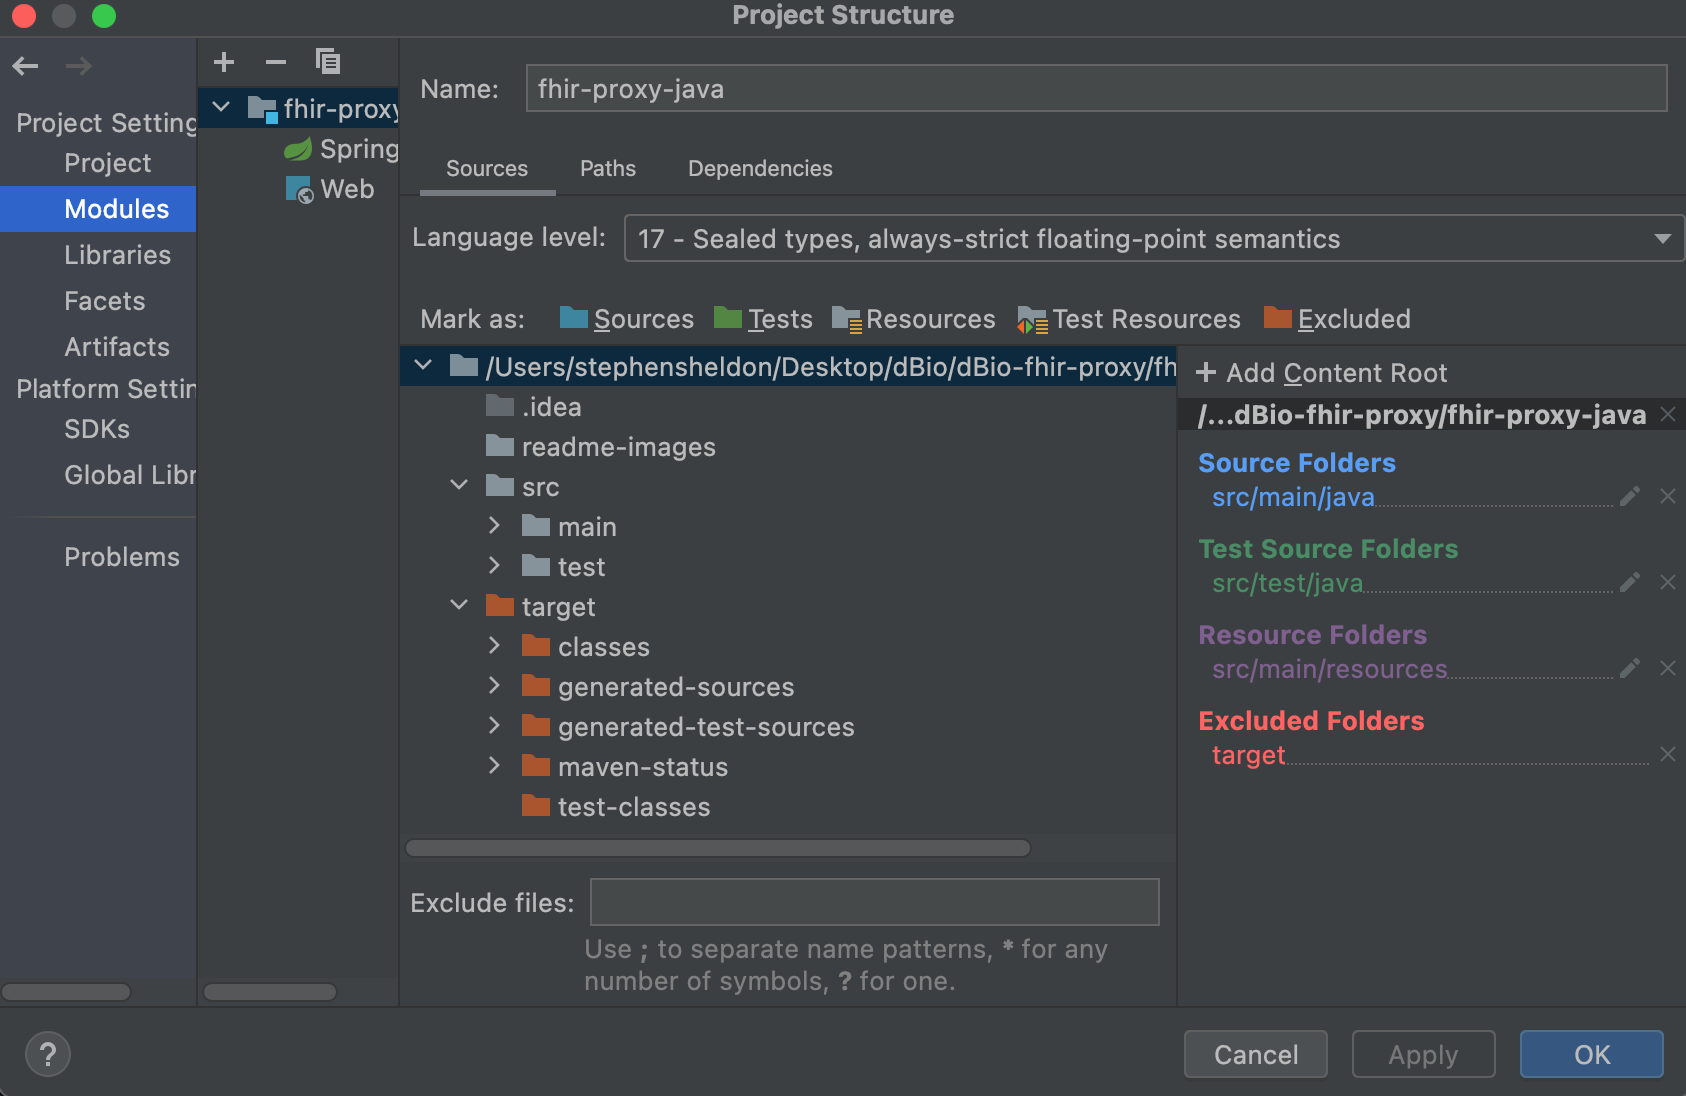 Project Structure
Project Setting
Project
Modules
Libraries
Facets
Artifacts
Platform Settin
SDKs
Global Libr
Problems
fhir-proxy
Spring
Web
Name: fhir-proxy-java
Sources Paths Dependencies
Language level: 17 - Sealed types, always-strict floating-point semantics
Mark as: Sources Tests Resources Test Resources Excluded
/Users/stephensheldon/Desktop/dBio/dBio-fhir-proxy/fh
.idea
readme-images
src
main
test
target
classes
generated-sources
generated-test-sources
maven-status
test-classes
Exclude files:
Use ; to separate name patterns, * for any
number of symbols, ? for one.
+ Add Content Root
/...dBio-fhir-proxy/fhir-proxy-java
Source Folders
src/main/java
Test Source Folders
src/test/java
Resource Folders
src/main/resources
Excluded Folders
target
?
Cancel Apply OK